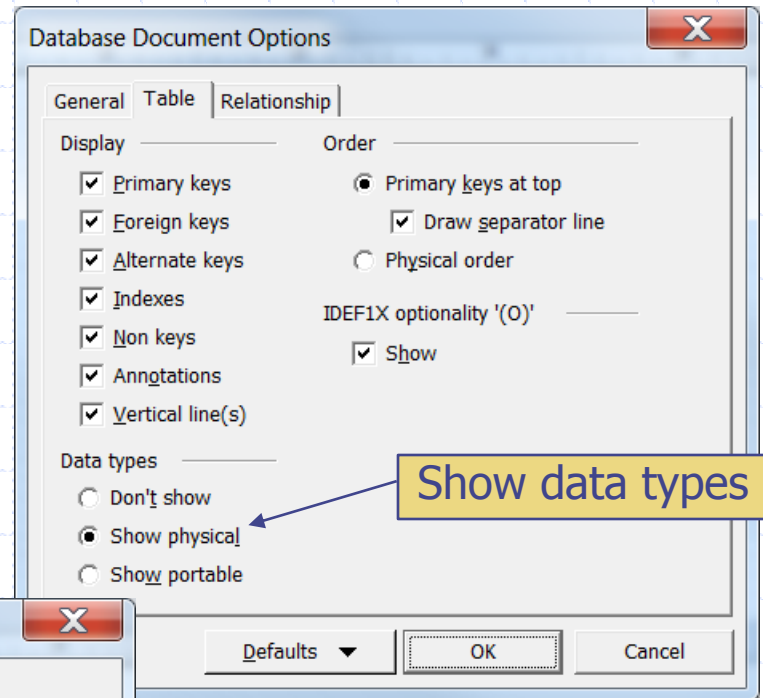 Database Document Options
General Table Relationship
Display
Primary keys
Foreign keys
Alternate keys
Indexes
Non keys
Annotations
Vertical line(s)
Order
Primary keys at top
Draw separator line
Physical order
IDEF1X optionality '(O)'
Show
Data types
Don't show
Show physical
Show portable
Show data types
Defaults
OK
Cancel